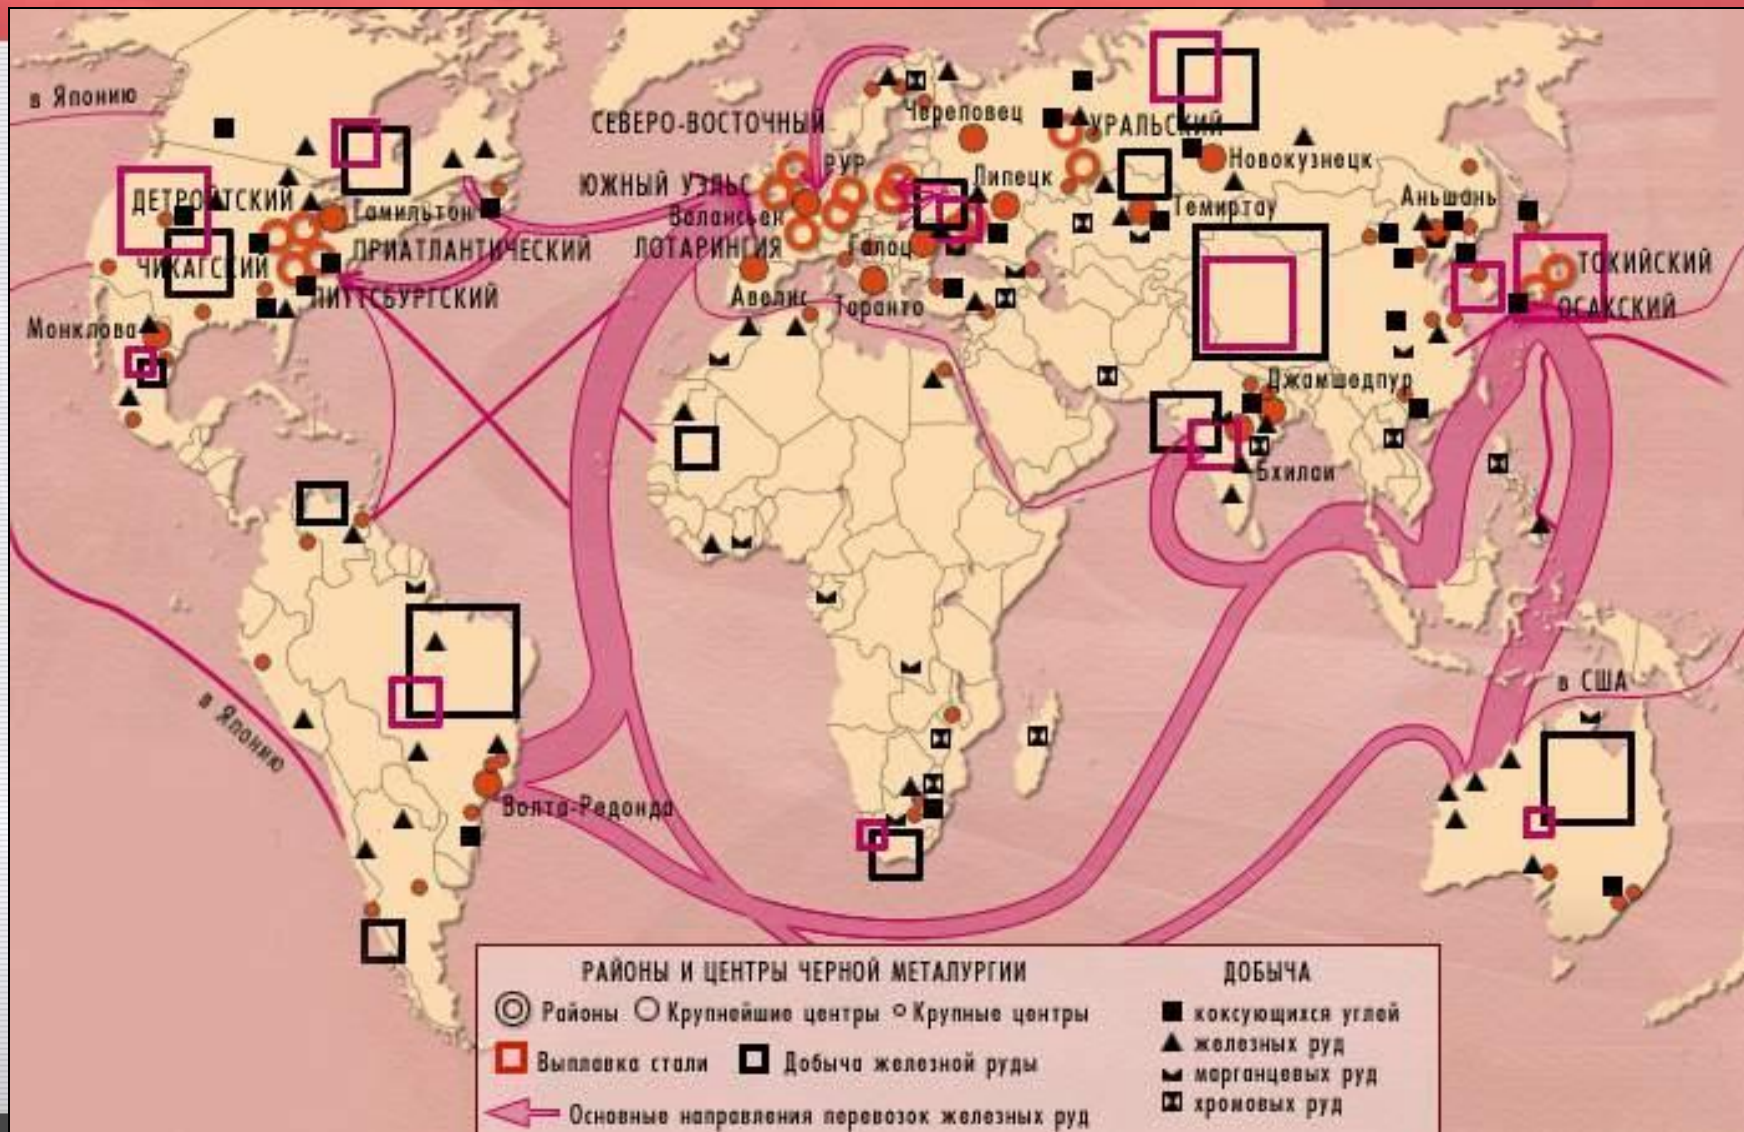 в Японию
СЕВЕРО-ВОСТОЧНЫЙ
Череповец
УРАЛЬСКИЙ
РУР
Новокузнецк
ЮЖНЫЙ УЭЛЬС
Липецк
ДЕТРОЙТСКИЙ
Гамильтон
Валансьен
Темиртау
Аньшань
ПРИАТЛАНТИЧЕСКИЙ
ЛОТАРИНГИЯ
Галац
ЧИКАГСКИЙ
ТОКИЙСКИЙ
ПИТТСБУРГСКИЙ
Авелис
Таранто
ОСАКСКИЙ
Монклова
Джамшедпур
Бхилаи
в Японию
в США
Волта-Редонда
РАЙОНЫ И ЦЕНТРЫ ЧЕРНОЙ МЕТАЛУРГИИ
Районы
Крупнейшие центры
Крупные центры
Выплавка стали
Добыча железной руды
Основные направления перевозок железных руд
ДОБЫЧА
коксующихся углей
железных руд
марганцевых руд
хромовых руд